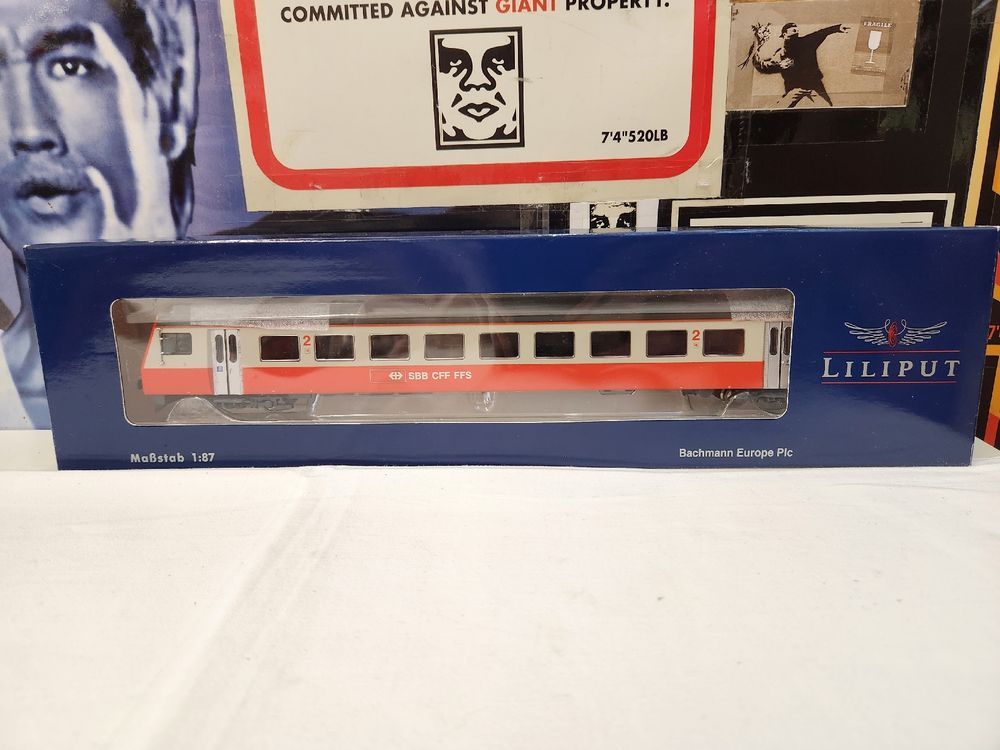 COMMITTED AGAINST GIANT PROPERTY.
7'4"520LB
FRAGILE
2
2
SBB CFF FFS
LILIPUT
Maßstab 1:87
Bachmann Europe Plc